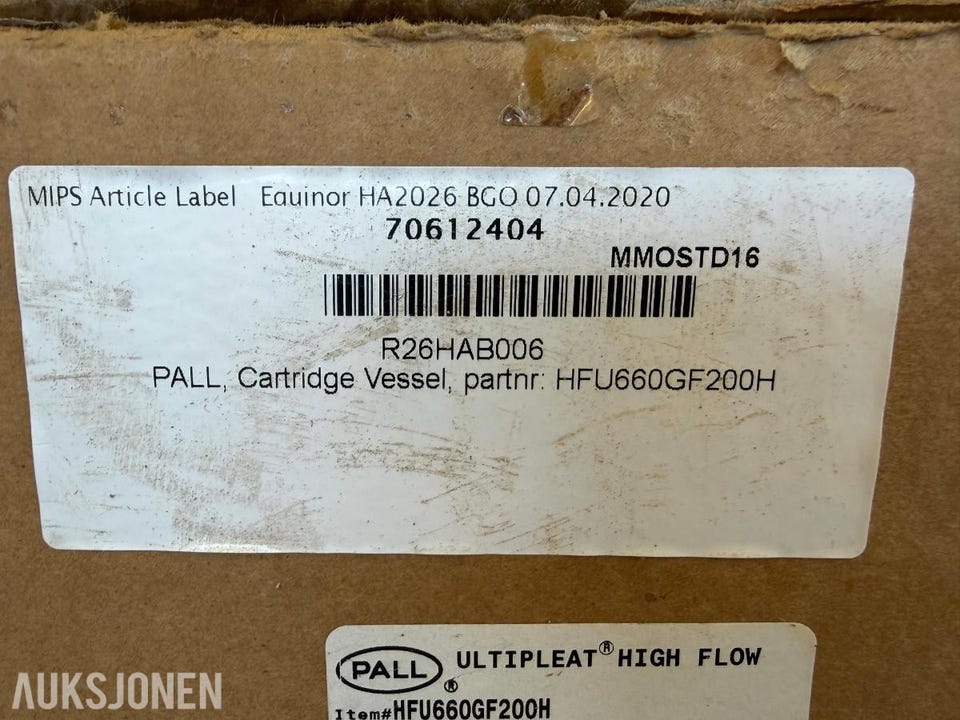 MIPS Article Label Equinor HA2026 BGO 07.04.2020
70612404
MMOSTD16
R26HAB006
PALL, Cartridge Vessel, partnr: HFU660GF200H
PALL® ULTIPLEAT® HIGH FLOW
Item#HFU660GF200H
AUKSJONEN